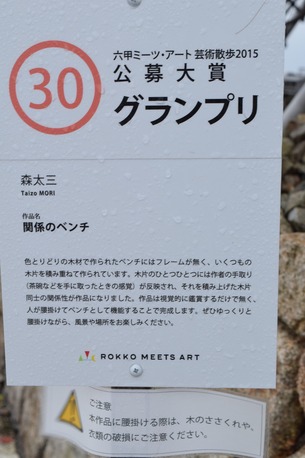 六甲ミーツ・アート 芸術散歩2015
30
公募大賞
グランプリ
森太三
Taizo MORI
作品名
関係のベンチ
色とりどりの木材で作られたベンチにはフレームが無く、いくつもの
木片を積み重ねて作られています。木片のひとつひとつには作者の手取り
(茶碗などを手に取ったときの感覚) が反映され、それを積み上げた木片
同士の関係性が作品になりました。作品は視覚的に鑑賞するだけで無く、
人が腰掛けてベンチとして機能することで完成します。ぜひゆっくりと
腰掛けながら、風景や場所をお楽しみください。
ROKKO MEETS ART
ご注意
本作品に腰掛ける際は、木のささくれや、
衣類の破損にご注意ください。